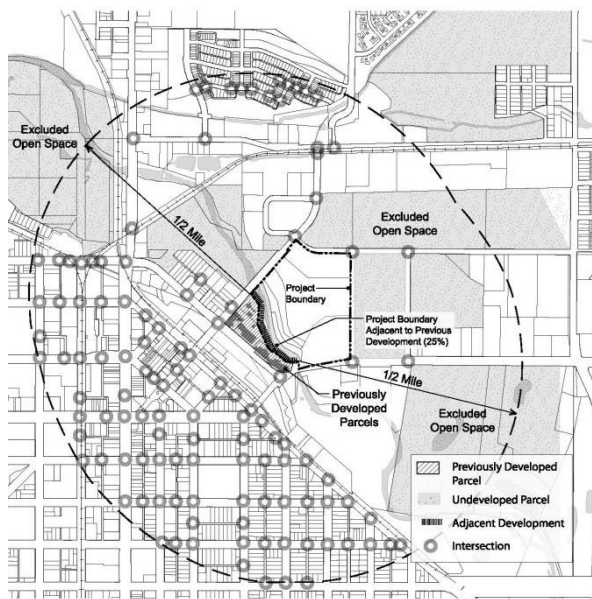 Excluded
Open Space
1/2 Mile
Excluded
Open Space
Project
Boundary
Project Boundary
Adjacent to Previous
Development (25%)
1/2 Mile
Previously
Developed
Parcels
Excluded
Open Space
Previously Developed
Parcel
Undeveloped Parcel
Adjacent Development
Intersection